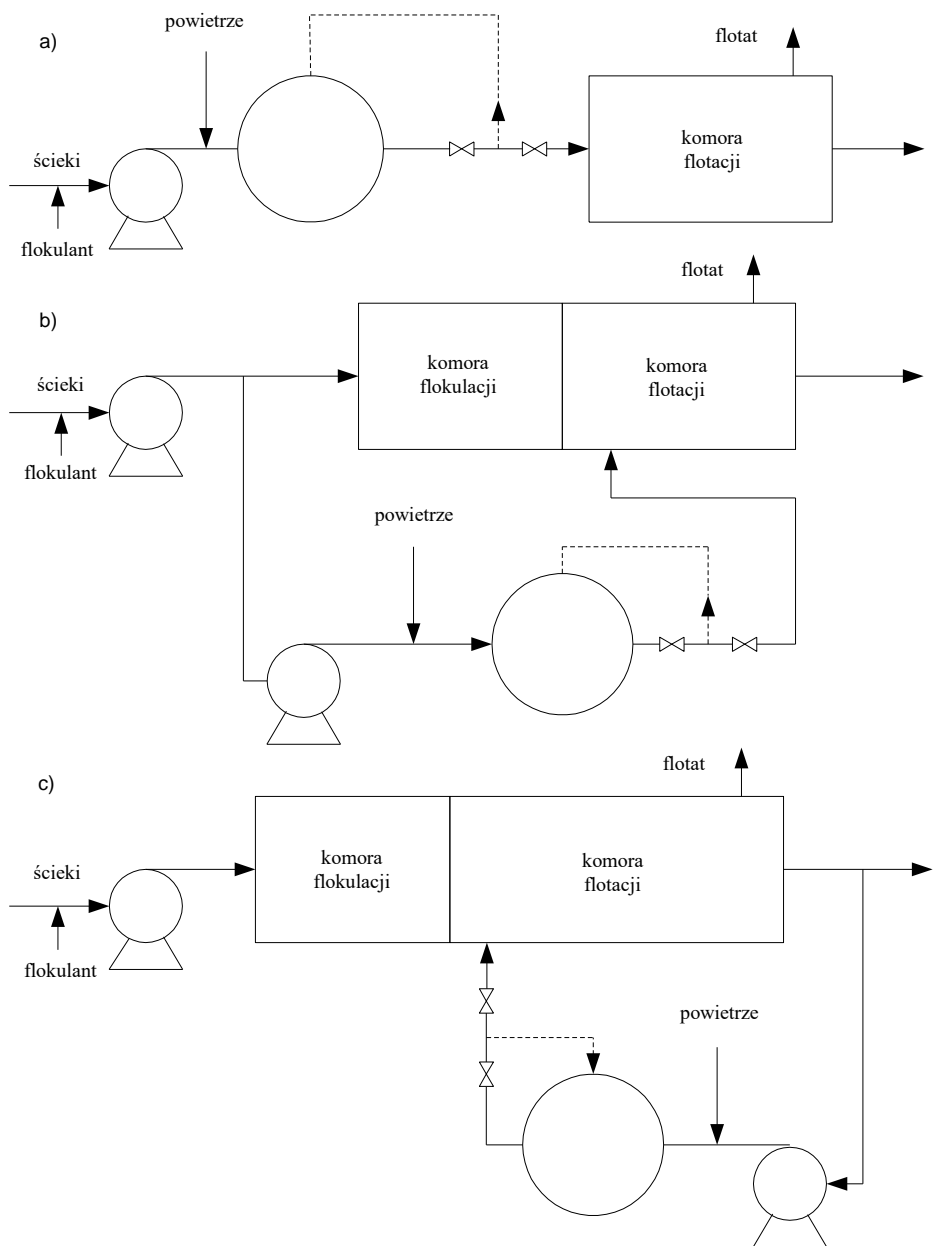 a)
powietrze
flotat
ścieki
flokulant
komora
flotacji
b)
flotat
ścieki
flokulant
komora
flokulacji
komora
flotacji
powietrze
c)
flotat
ścieki
flokulant
komora
flokulacji
komora
flotacji
powietrze